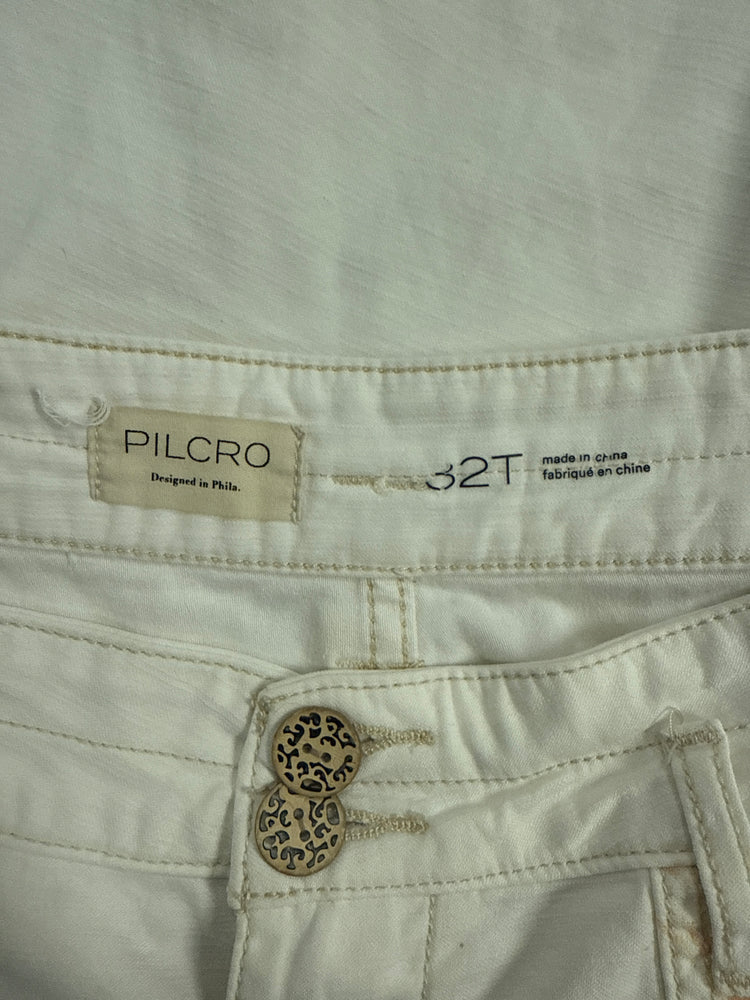 PILCRO
Designed in Phila.
32T
made in china
fabriqué en chine